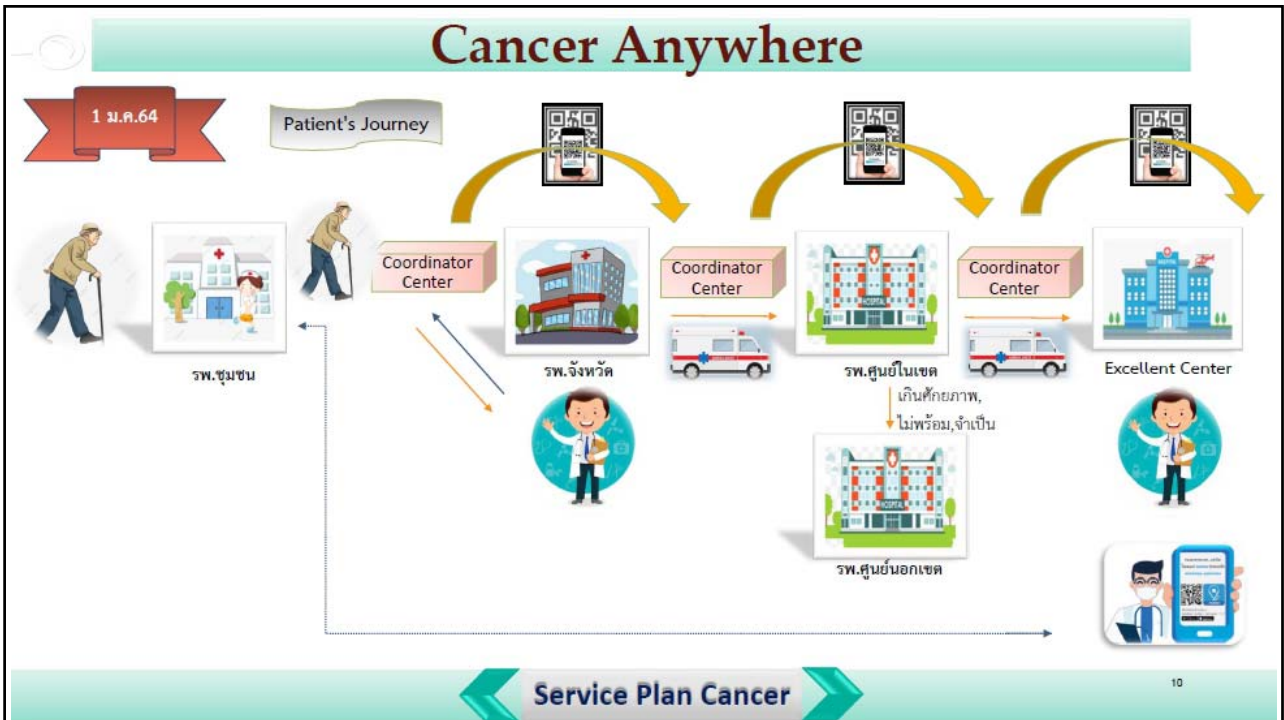 Cancer Anywhere
1 ม.ค.64
Patient's Journey
Coordinator
Center
Coordinator
Center
Coordinator
Center
HOSPITAL
รพ.ชุมชน
รพ.จังหวัด
รพ.ศูนย์ในเขต
Excellent Center
เกินศักยภาพ,
ไม่พร้อม,จำเป็น
HOSPITAL
รพ.ศูนย์นอกเขต
Service Plan Cancer
10